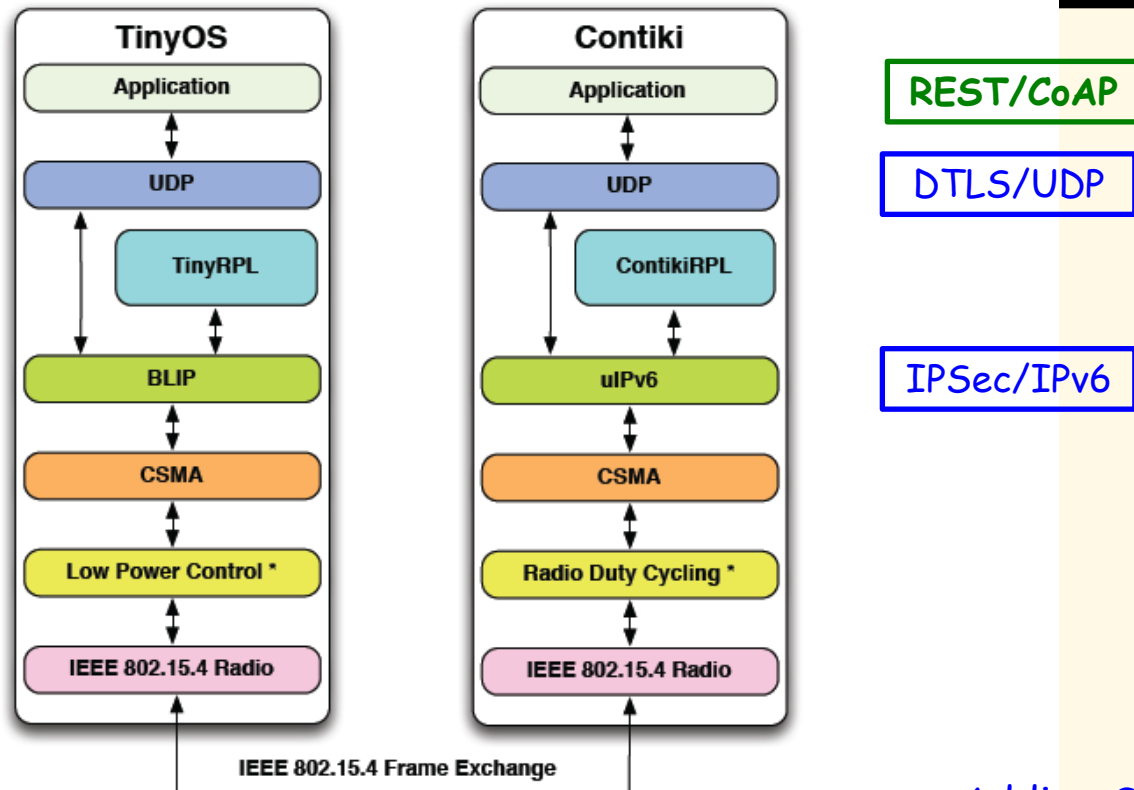 TinyOS
Application
UDP
TinyRPL
BLIP
CSMA
Low Power Control *
IEEE 802.15.4 Radio
Contiki
Application
UDP
ContikiRPL
uIPv6
CSMA
Radio Duty Cycling *
IEEE 802.15.4 Radio
IEEE 802.15.4 Frame Exchange
REST/CoAP
DTLS/UDP
IPSec/IPv6